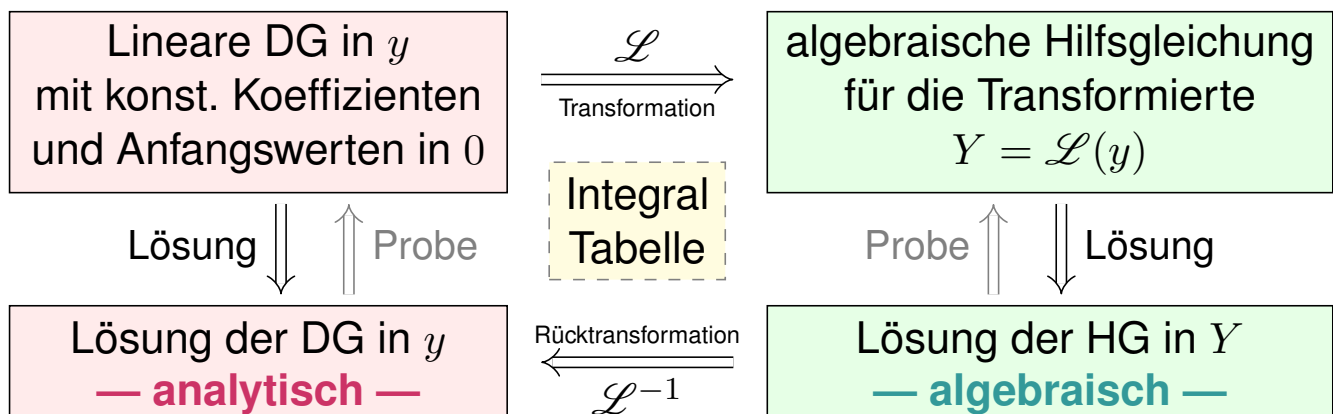 Lineare DG in y
mit konst. Koeffizienten
und Anfangswerten in 0
ℒ
Transformation
algebraische Hilfsgleichung
für die Transformierte
Y = ℒ(y)
Integral
Tabelle
Lösung
Probe
Probe
Lösung
Lösung der DG in y
— analytisch —
Rücktransformation
ℒ⁻¹
Lösung der HG in Y
— algebraisch —